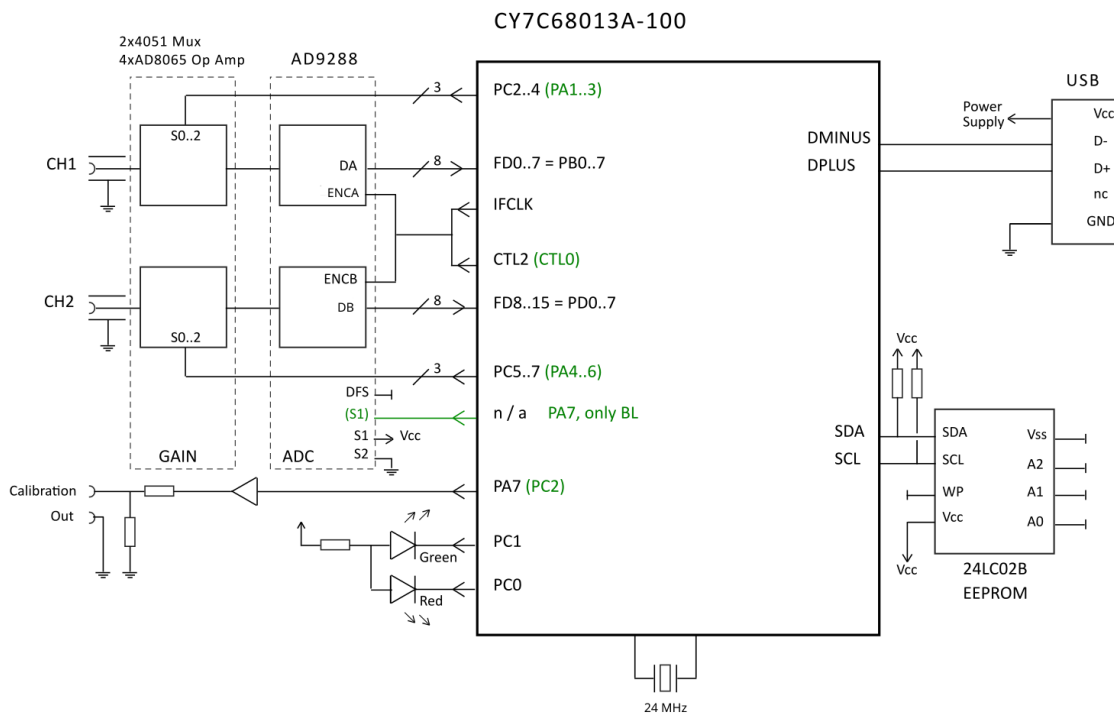 CY7C68013A-100
2x4051 Mux
4xAD8065 Op Amp
AD9288
USB
3
PC2..4 (PA1..3)
Power
Supply
Vcc
S0..2
DMINUS
D-
CH1
DA
8
FD0..7 = PB0..7
DPLUS
D+
ENCA
nc
IFCLK
GND
CTL2 (CTL0)
ENCB
CH2
DB
8
FD8..15 = PD0..7
S0..2
Vcc
3
PC5..7 (PA4..6)
DFS
(S1)
n / a PA7, only BL
S1
Vcc
SDA
SDA
Vss
S2
GAIN
ADC
SCL
SCL
A2
Calibration
PA7 (PC2)
WP
A1
Out
Vcc
A0
PC1
Green
Vcc
24LC02B
EEPROM
PC0
Red
24 MHz